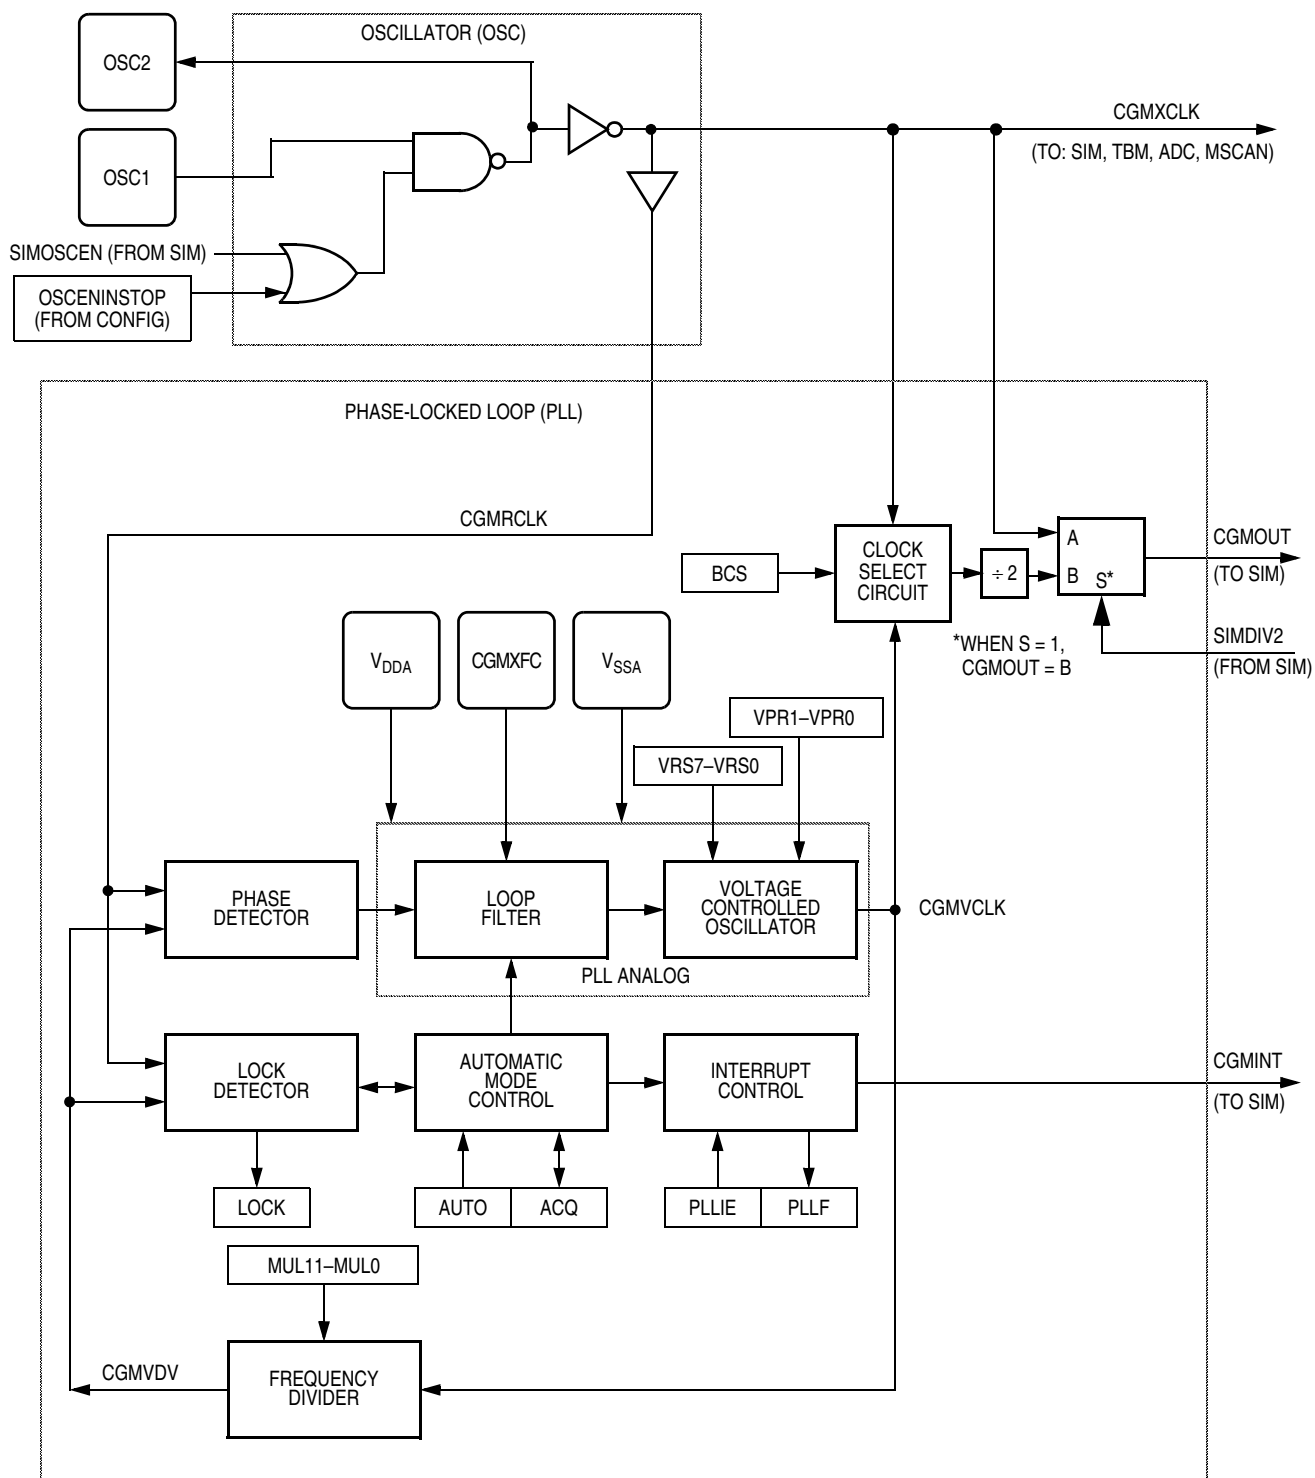 OSCILLATOR (OSC)
OSC2
OSC1
CGMXCLK
(TO: SIM, TBM, ADC, MSCAN)
SIMOSCEN (FROM SIM)
OSCENINSTOP
(FROM CONFIG)
PHASE-LOCKED LOOP (PLL)
CGMRCLK
BCS
CLOCK
SELECT
CIRCUIT
÷ 2
A
B
S*
CGMOUT
(TO SIM)
SIMDIV2
(FROM SIM)
*WHEN S = 1,
CGMOUT = B
VDDA
CGMXFC
VSSA
VPR1–VPR0
VRS7–VRS0
PHASE
DETECTOR
LOOP
FILTER
VOLTAGE
CONTROLLED
OSCILLATOR
CGMVCLK
PLL ANALOG
LOCK
DETECTOR
AUTOMATIC
MODE
CONTROL
INTERRUPT
CONTROL
CGMINT
(TO SIM)
LOCK
AUTO
ACQ
PLLIE
PLLF
MUL11–MUL0
CGMVDV
FREQUENCY
DIVIDER